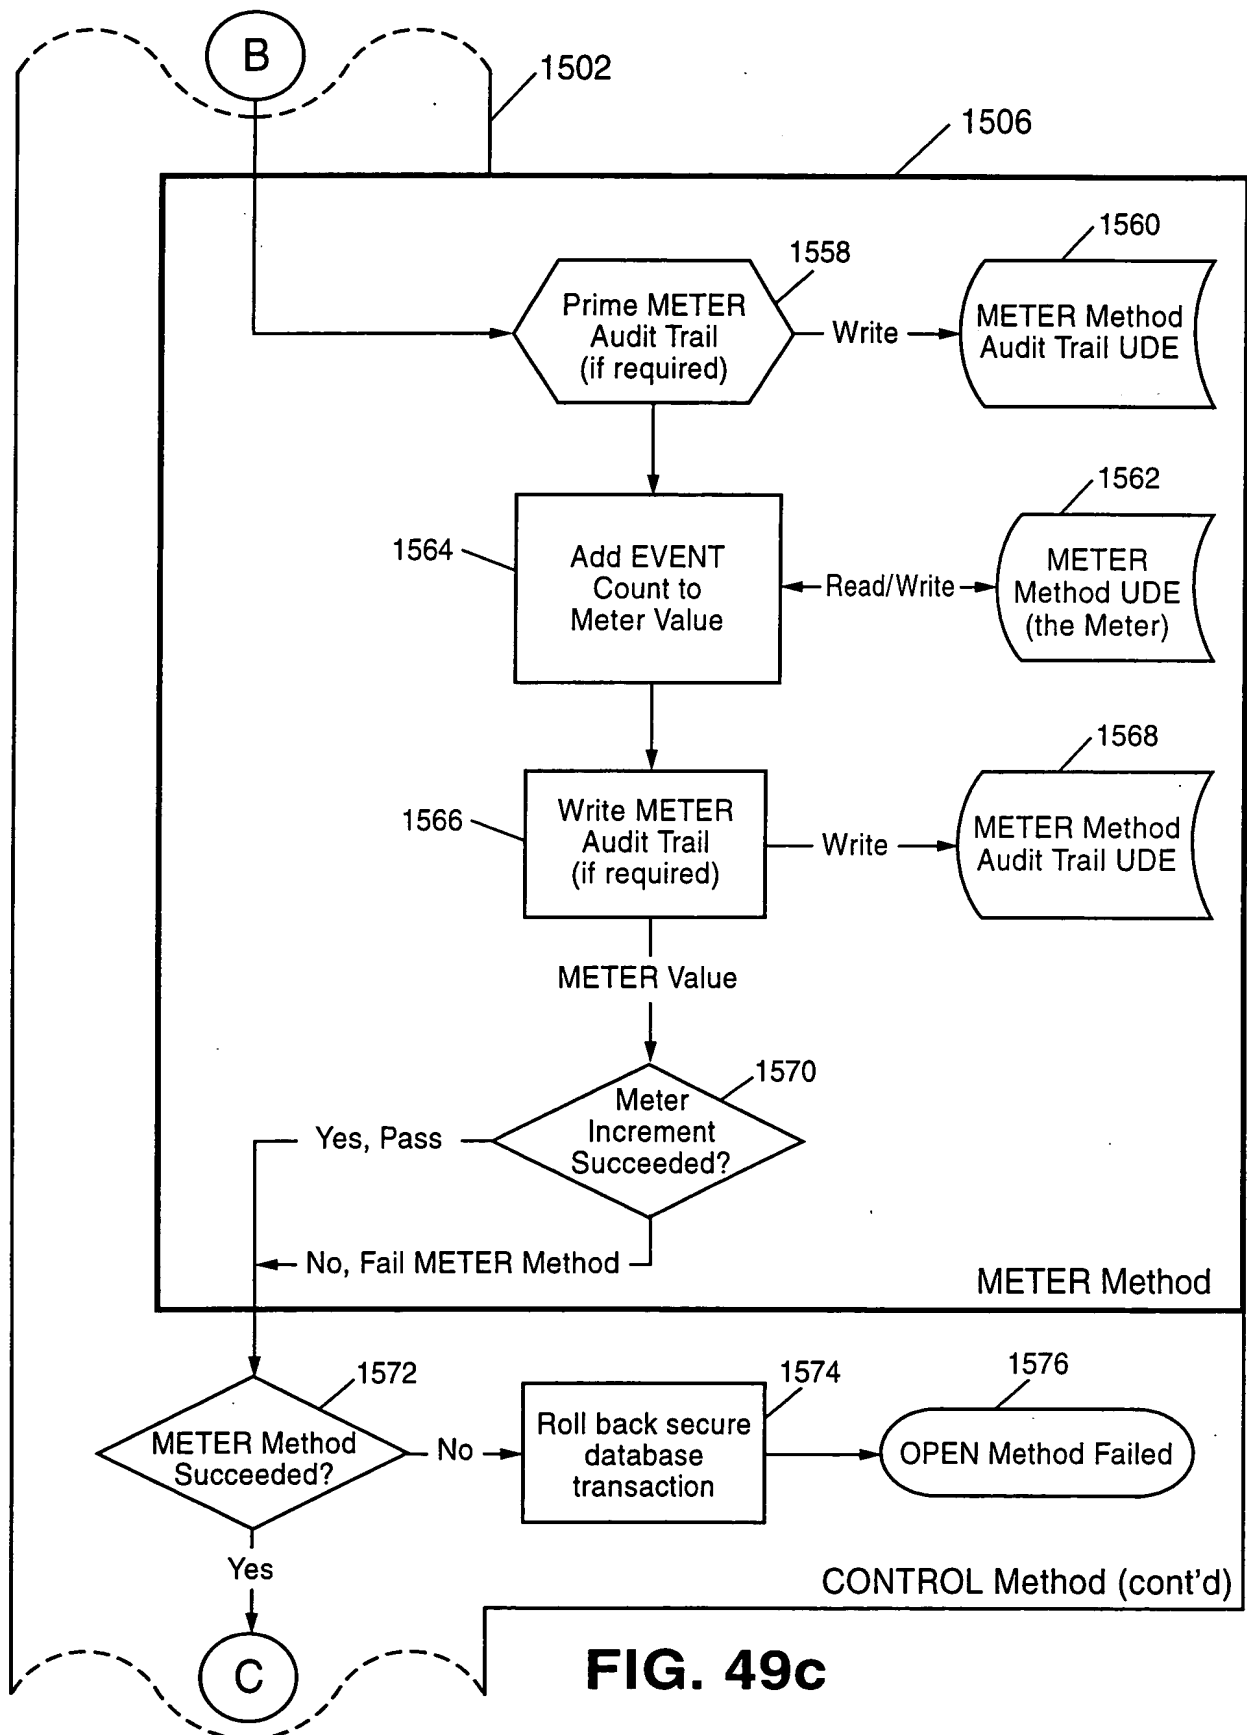 B
1502
1506
1558
1560
Prime METER
Audit Trail
(if required)
Write
METER Method
Audit Trail UDE
1562
1564
Add EVENT
Count to
Meter Value
Read/Write
METER
Method UDE
(the Meter)
1566
1568
Write METER
Audit Trail
(if required)
Write
METER Method
Audit Trail UDE
METER Value
1570
Meter
Increment
Succeeded?
Yes, Pass
No, Fail METER Method
METER Method
1572
1574
1576
METER Method
Succeeded?
No
Roll back secure
database
transaction
OPEN Method Failed
Yes
CONTROL Method (cont'd)
C
FIG. 49c